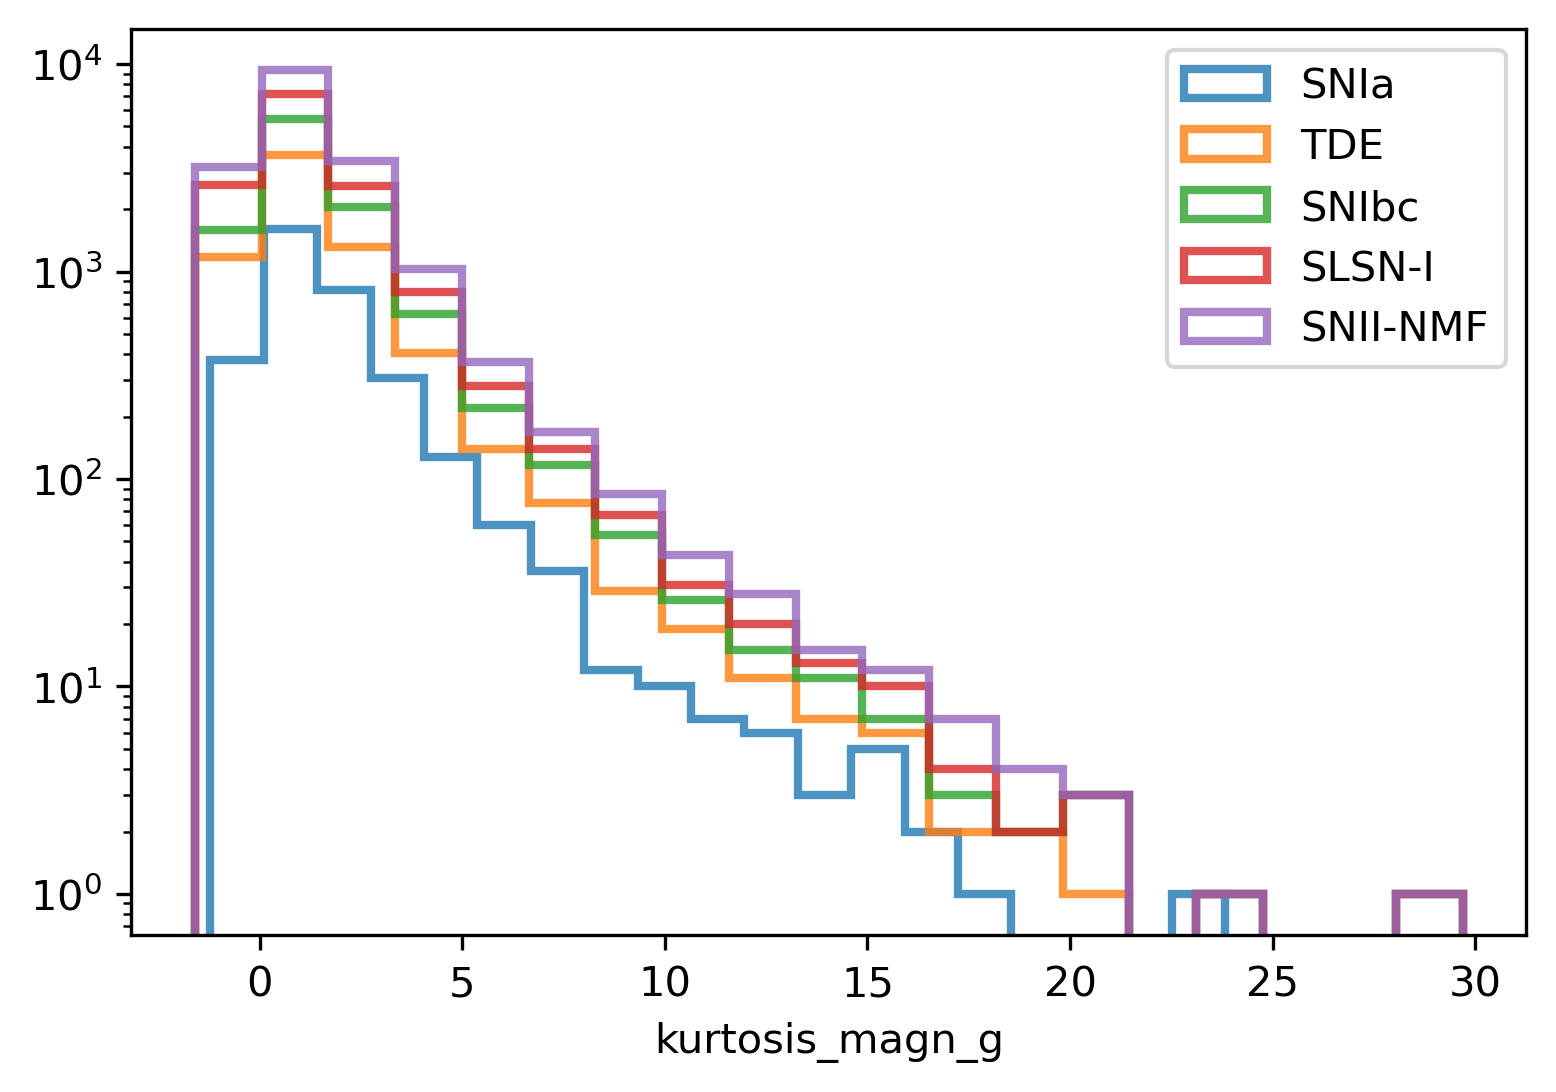 10⁴
10³
10²
10¹
10⁰
SNIa
TDE
SNIbc
SLSN-I
SNII-NMF
0 5 10 15 20 25 30
kurtosis_magn_g